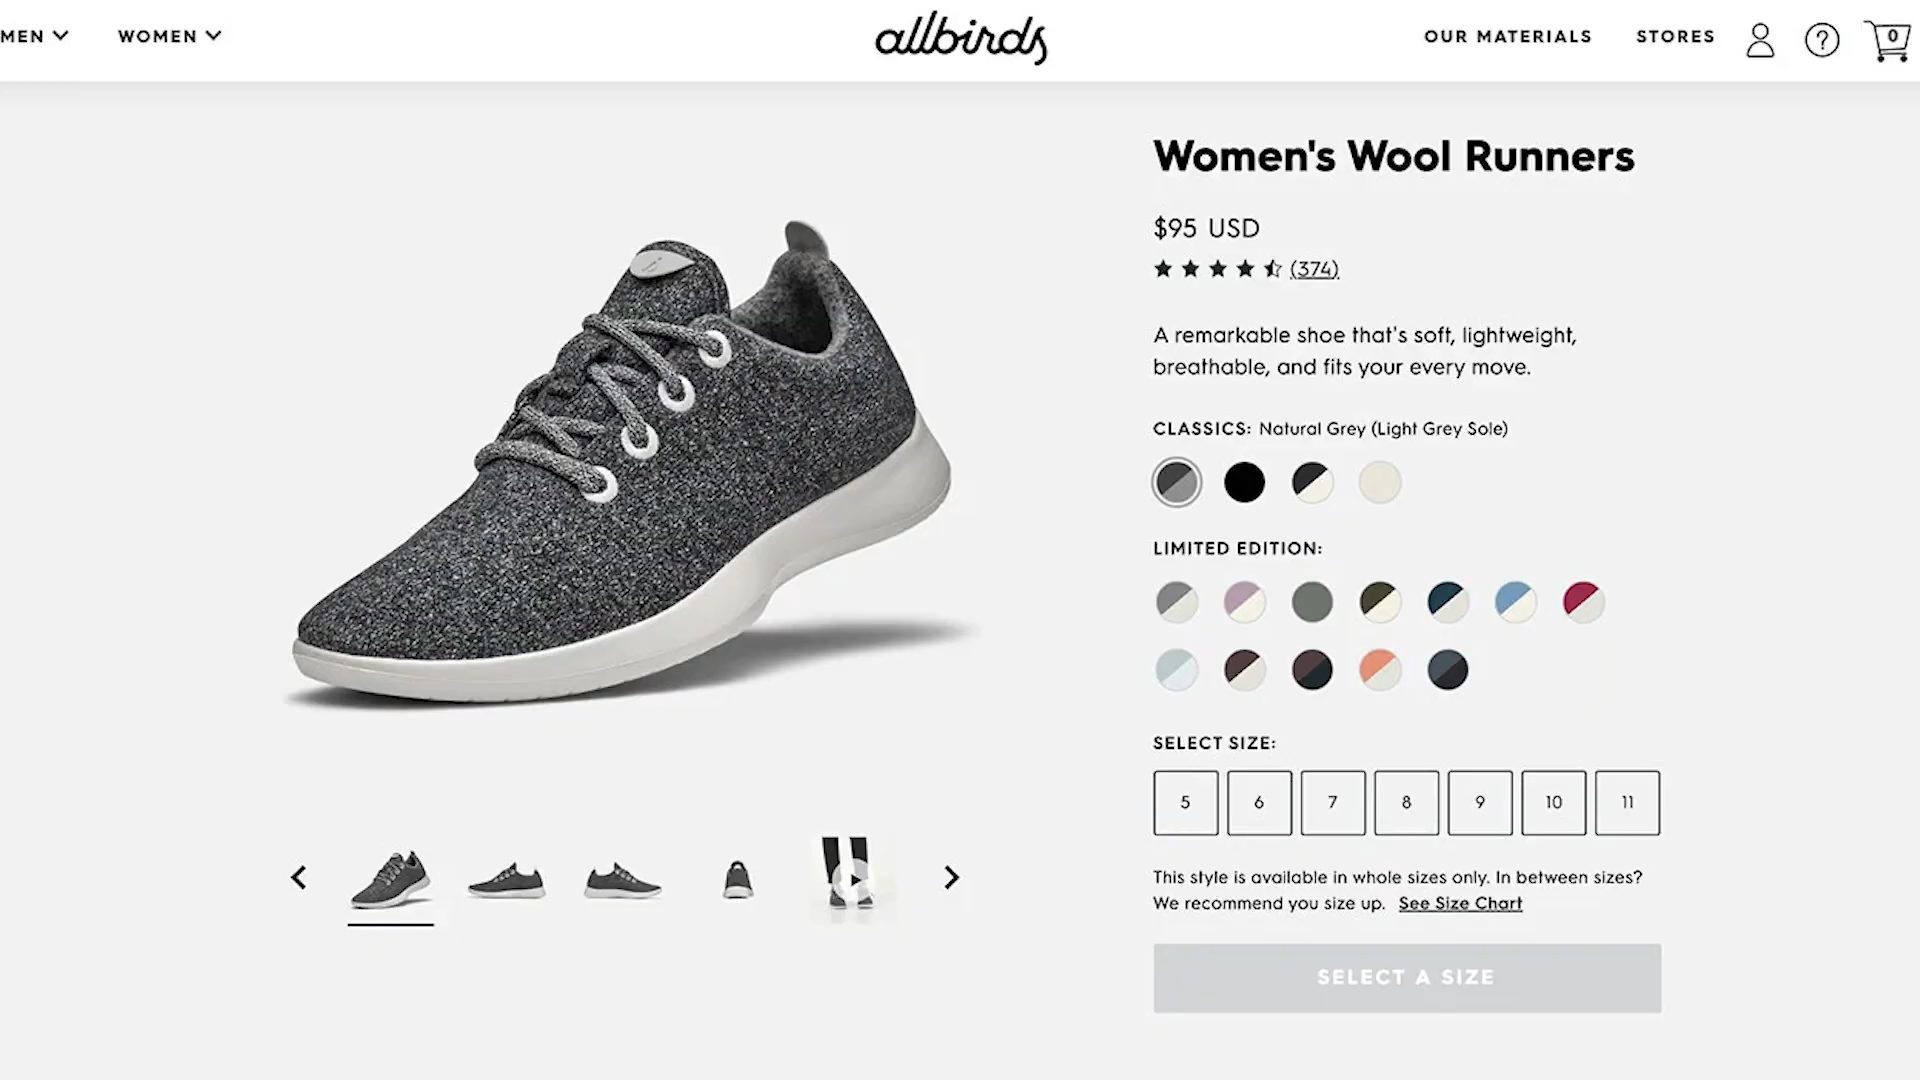 MEN
WOMEN
allbirds
OUR MATERIALS
STORES
?
0
Women's Wool Runners
$95 USD
(374)
A remarkable shoe that's soft, lightweight,
breathable, and fits your every move.
CLASSICS: Natural Grey (Light Grey Sole)
LIMITED EDITION:
SELECT SIZE:
5 6 7 8 9 10 11
This style is available in whole sizes only. In between sizes?
We recommend you size up. See Size Chart
SELECT A SIZE